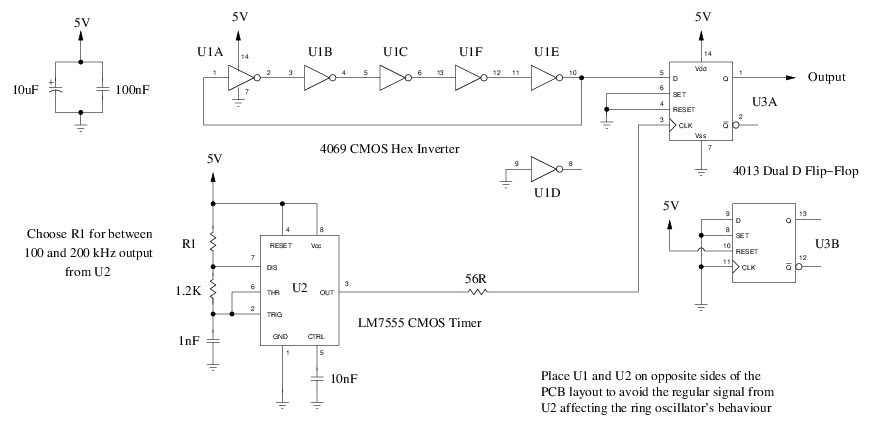 5V
10uF
+
100nF
5V
U1A
14
1
2
7
U1B
3
4
U1C
5
6
U1F
13
12
U1E
11
10
5V
14
Vdd
5
D
Q
1
Output
6
SET
4
RESET
U3A
3
CLK
Q
2
Vss
7
4069 CMOS Hex Inverter
9
8
U1D
4013 Dual D Flip-Flop
5V
Choose R1 for between
100 and 200 kHz output
from U2
R1
1.2K
1nF
4
8
RESET
Vcc
7
DIS
6
THR
U2
OUT
3
2
TRIG
GND
CTRL
1
5
10nF
56R
LM7555 CMOS Timer
5V
9
D
Q
13
8
SET
10
RESET
U3B
11
CLK
Q
12
Place U1 and U2 on opposite sides of the
PCB layout to avoid the regular signal from
U2 affecting the ring oscillator's behaviour